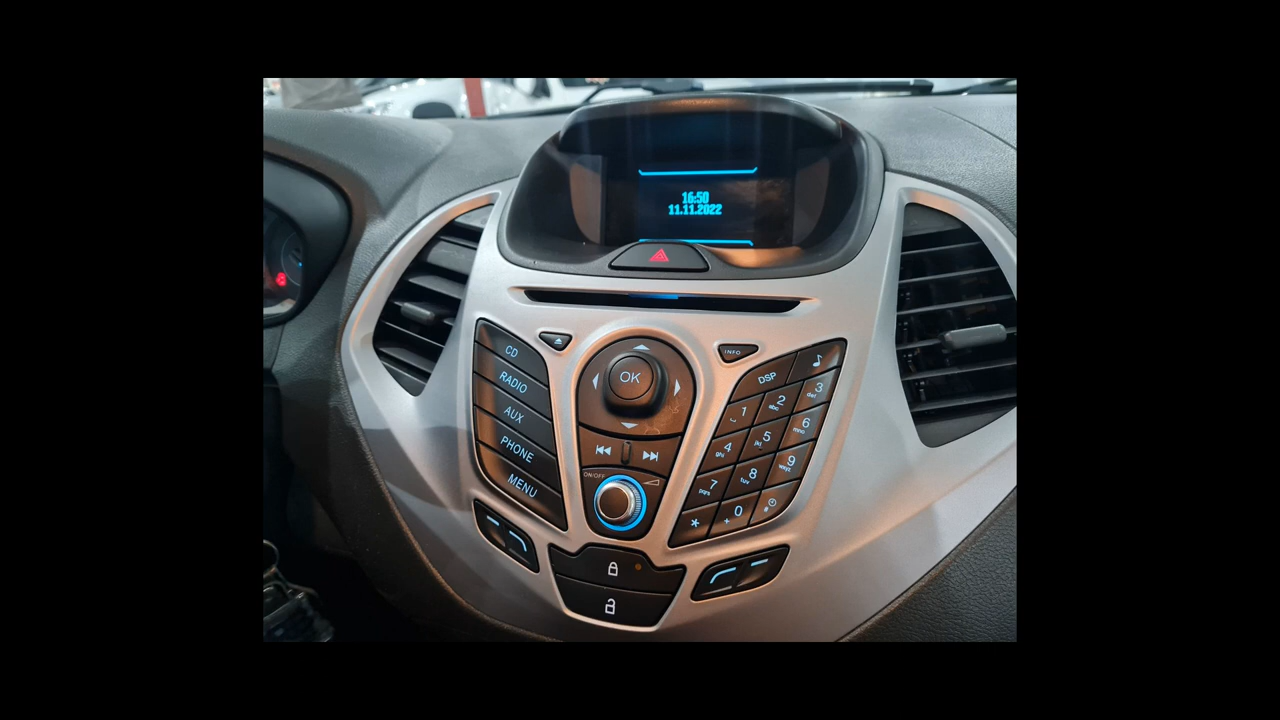 16:50
11.11.2022
CD
RADIO
AUX
PHONE
MENU
OK
ON/OFF
INFO
DSP
1
2 abc
3 def
4 ghi
5 jkl
6 mno
7 pqrs
8 tuv
9 wxyz
*
0 +
#